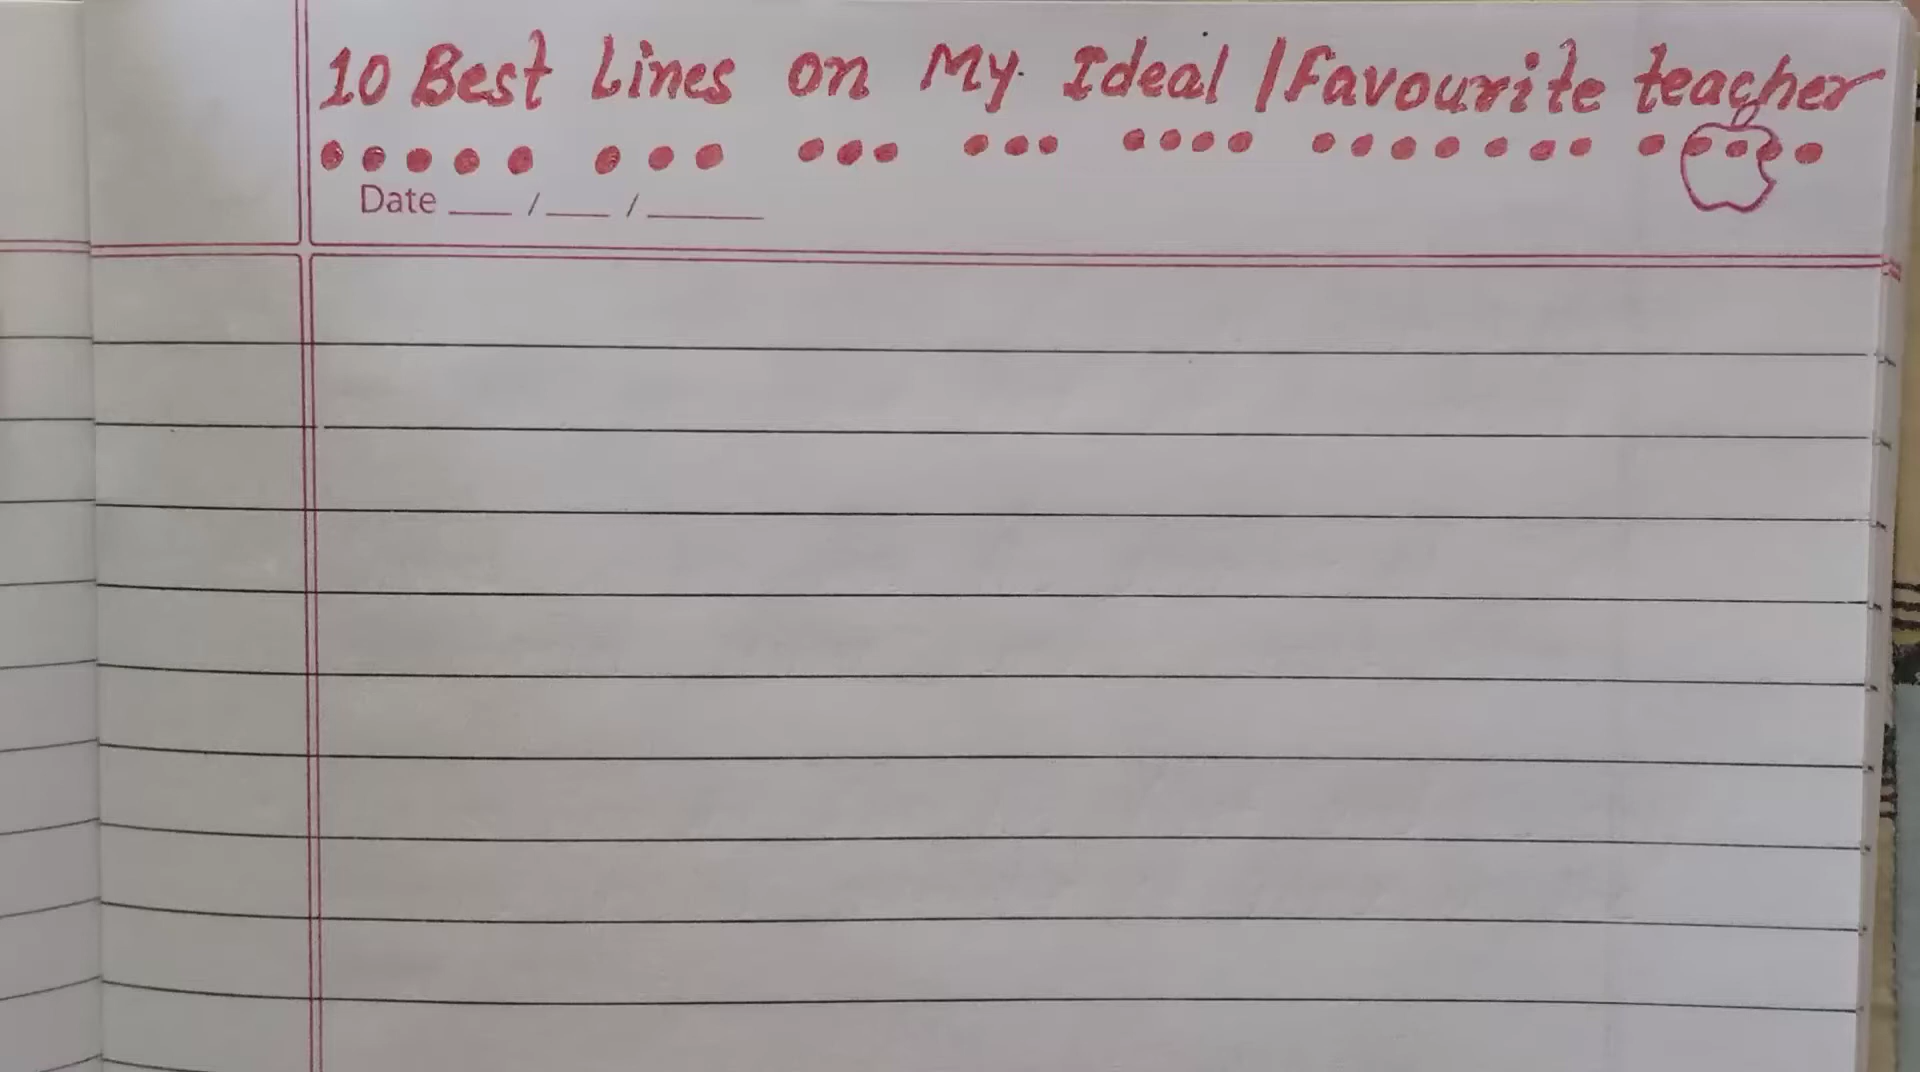 10 Best Lines on My Ideal / Favourite teacher
Date ___ / ___ / _____